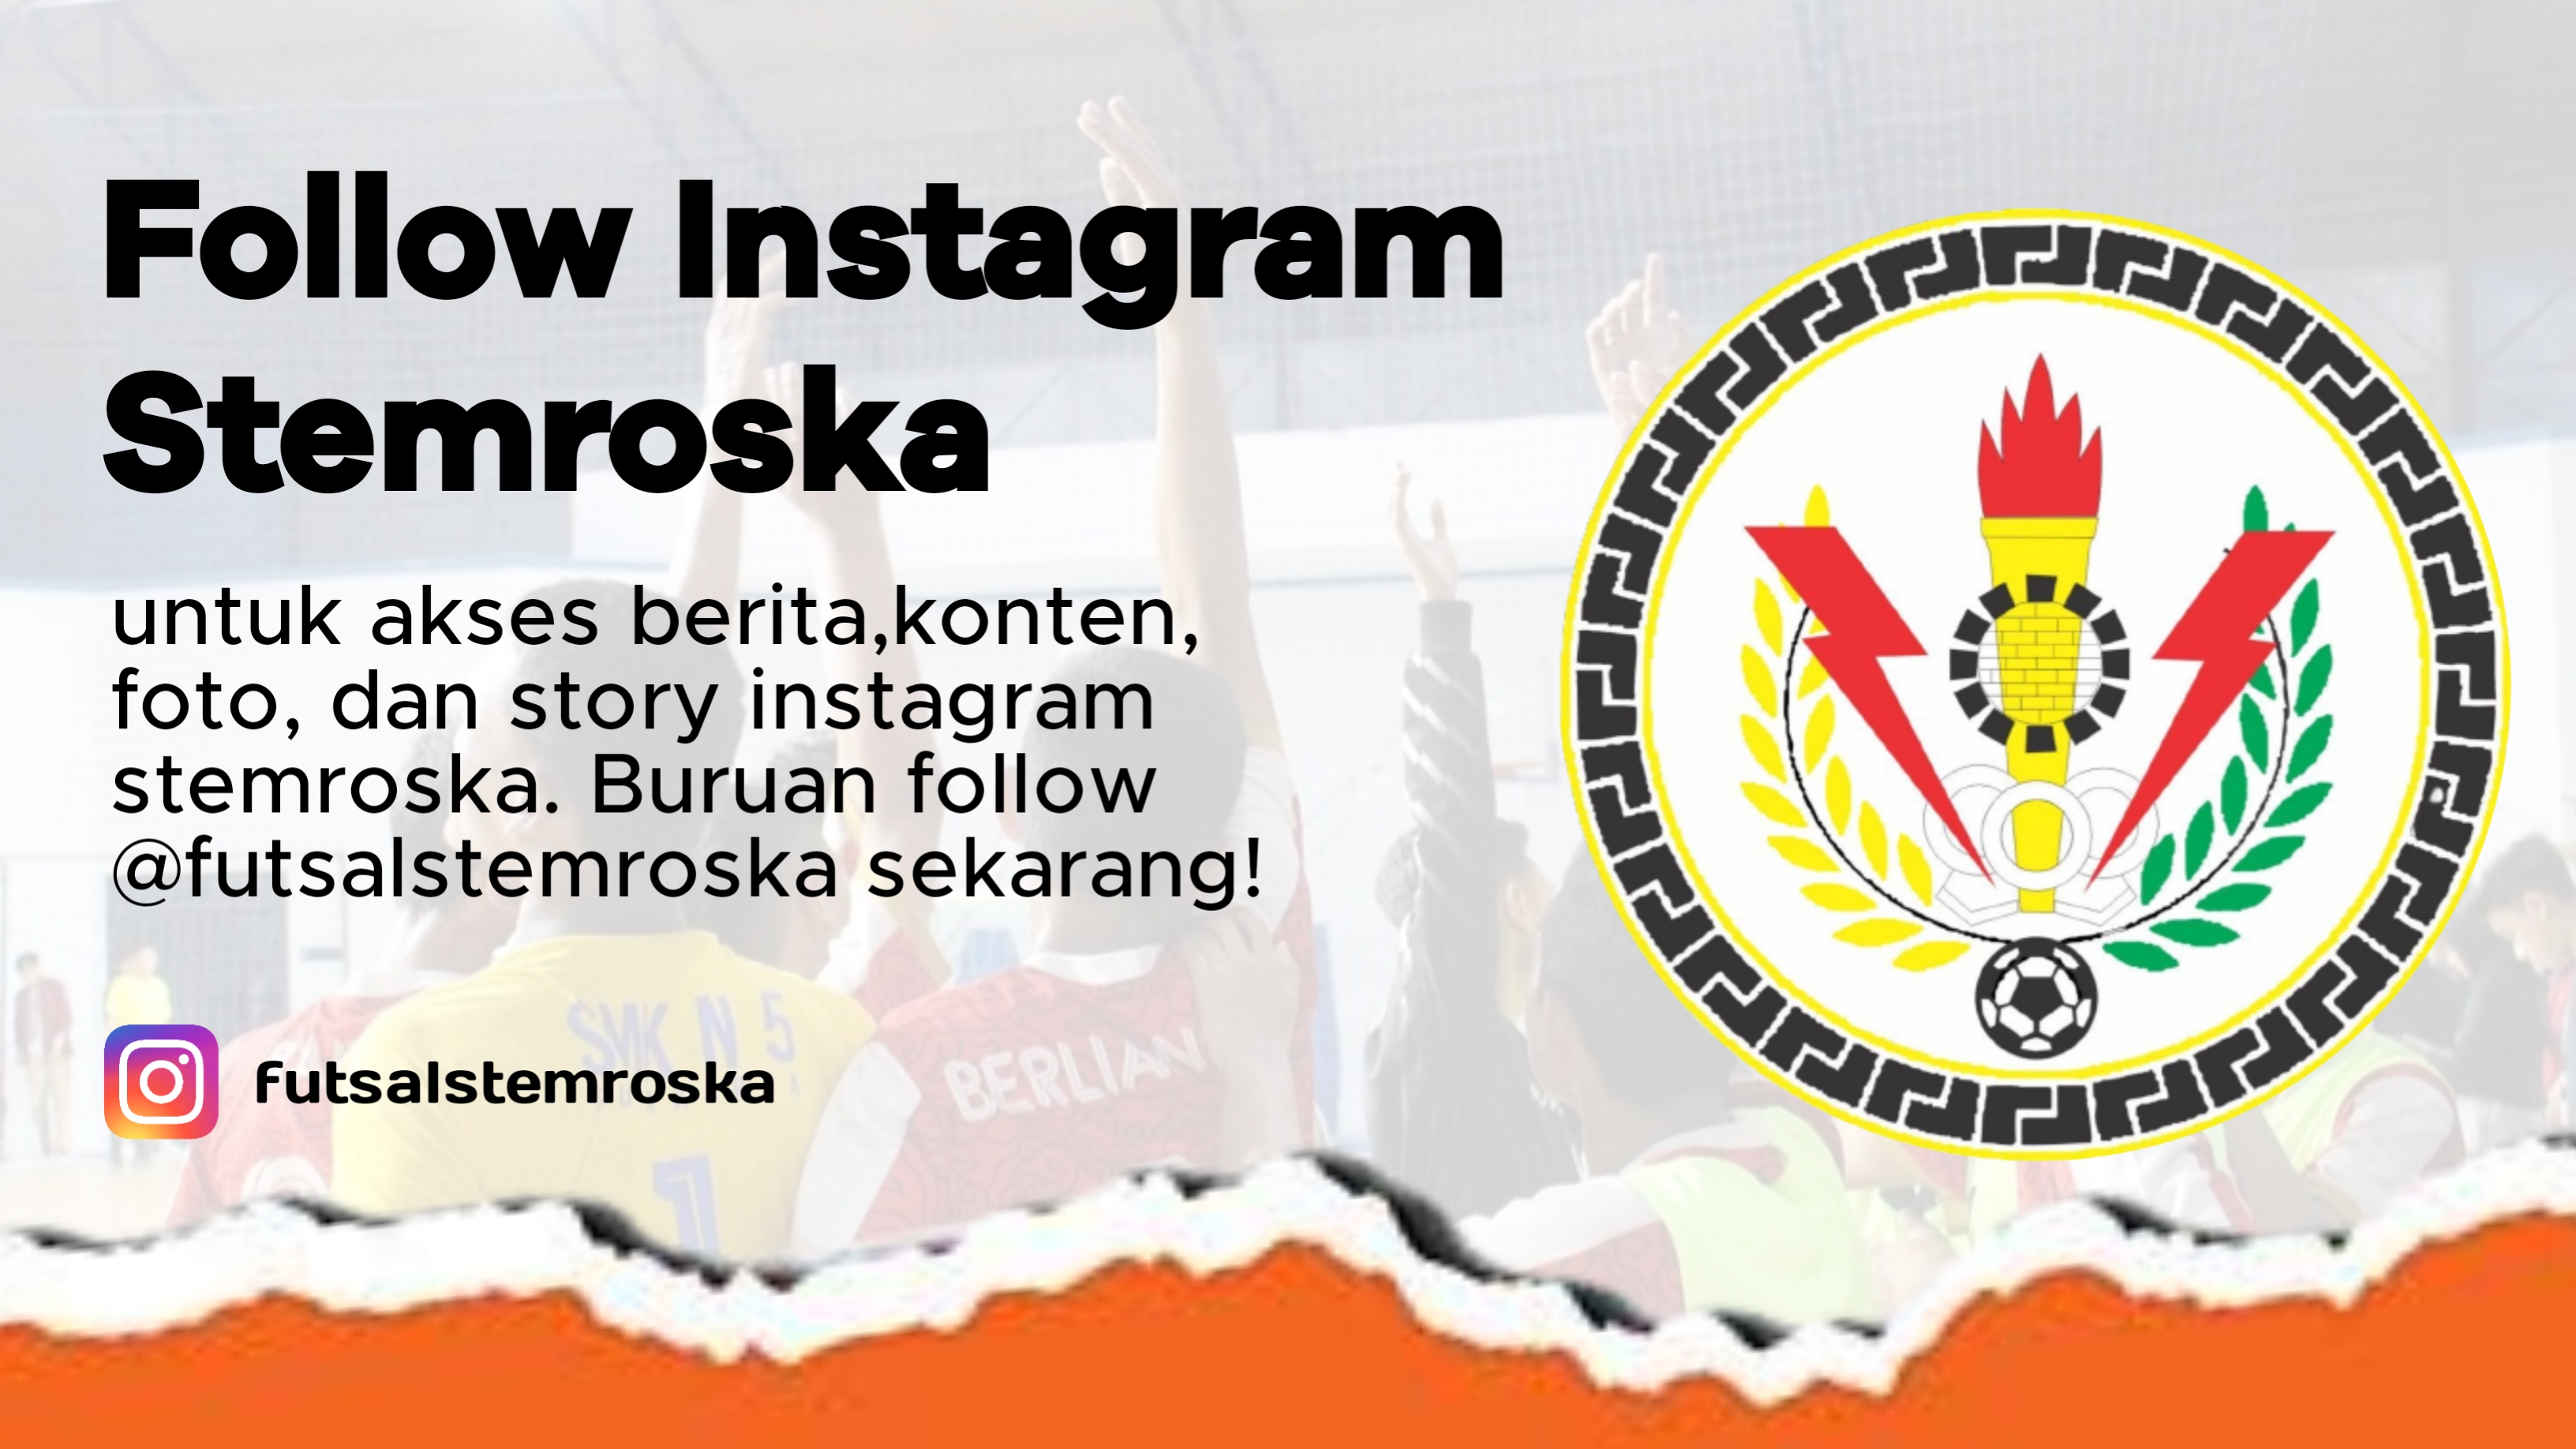 Follow Instagram
Stemroska
untuk akses berita,konten,
foto, dan story instagram
stemroska. Buruan follow
@futsalstemroska sekarang!
futsalstemroska
SMK N 5
1
BERLIAN